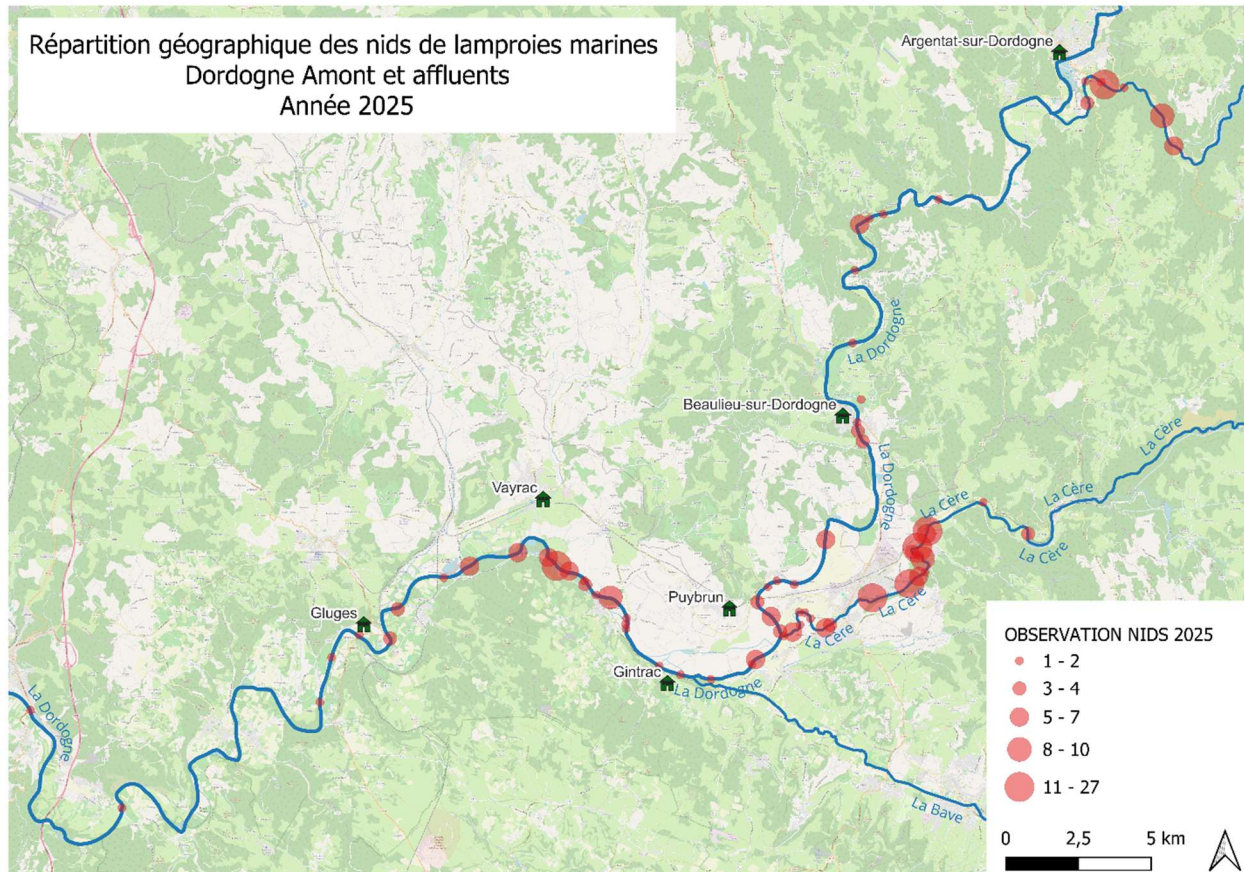 Répartition géographique des nids de lamproies marines
Dordogne Amont et affluents
Année 2025
Argentat-sur-Dordogne
La Dordogne
Beaulieu-sur-Dordogne
La Dordogne
La Cère
La Cère
La Cère
La Cère
Vayrac
Puybrun
La Cère
La Cère
Gluges
Gintrac
La Dordogne
La Dordogne
La Bave
OBSERVATION NIDS 2025
1 - 2
3 - 4
5 - 7
8 - 10
11 - 27
0 2,5 5 km